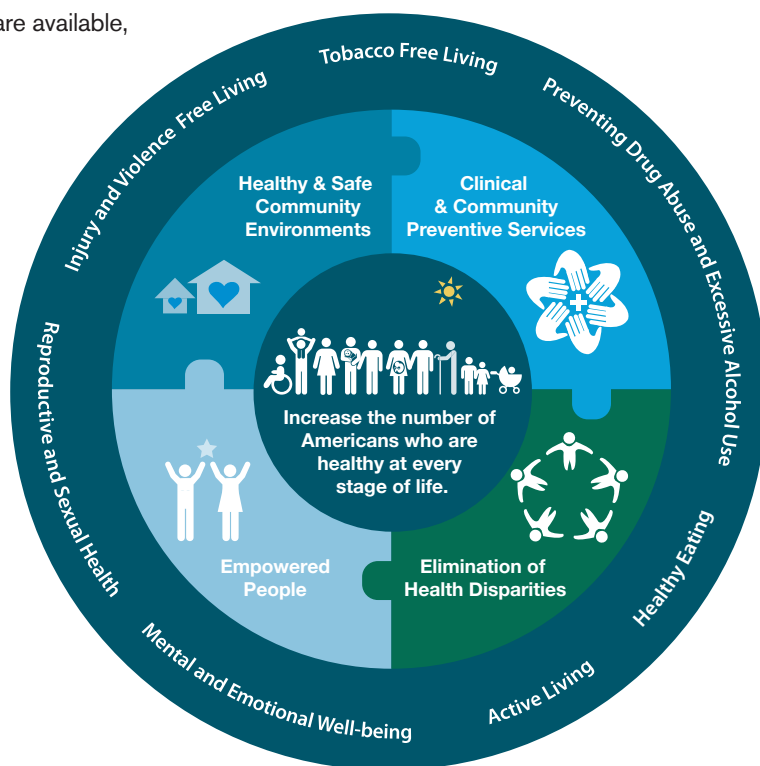 are available,
Tobacco Free Living
Preventing Drug Abuse and Excessive Alcohol Use
Healthy Eating
Active Living
Mental and Emotional Well-being
Reproductive and Sexual Health
Injury and Violence Free Living
Healthy & Safe
Community
Environments
Clinical
& Community
Preventive Services
Increase the number of
Americans who are
healthy at every
stage of life.
Empowered
People
Elimination of
Health Disparities